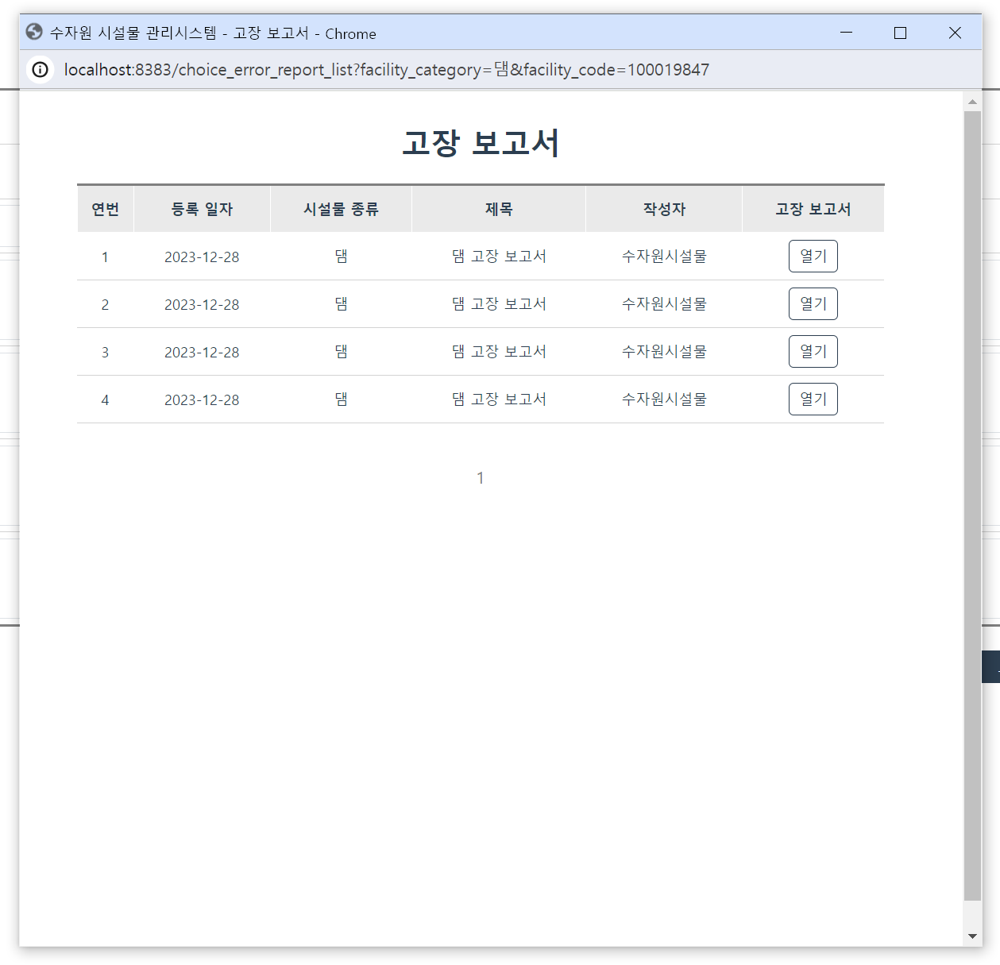 수자원 시설물 관리시스템 - 고장 보고서 - Chrome
localhost:8383/choice_error_report_list?facility_category=댐&facility_code=100019847
고장 보고서
연번 등록 일자 시설물 종류 제목 작성자 고장 보고서
1 2023-12-28 댐 댐 고장 보고서 수자원시설물 열기
2 2023-12-28 댐 댐 고장 보고서 수자원시설물 열기
3 2023-12-28 댐 댐 고장 보고서 수자원시설물 열기
4 2023-12-28 댐 댐 고장 보고서 수자원시설물 열기
1